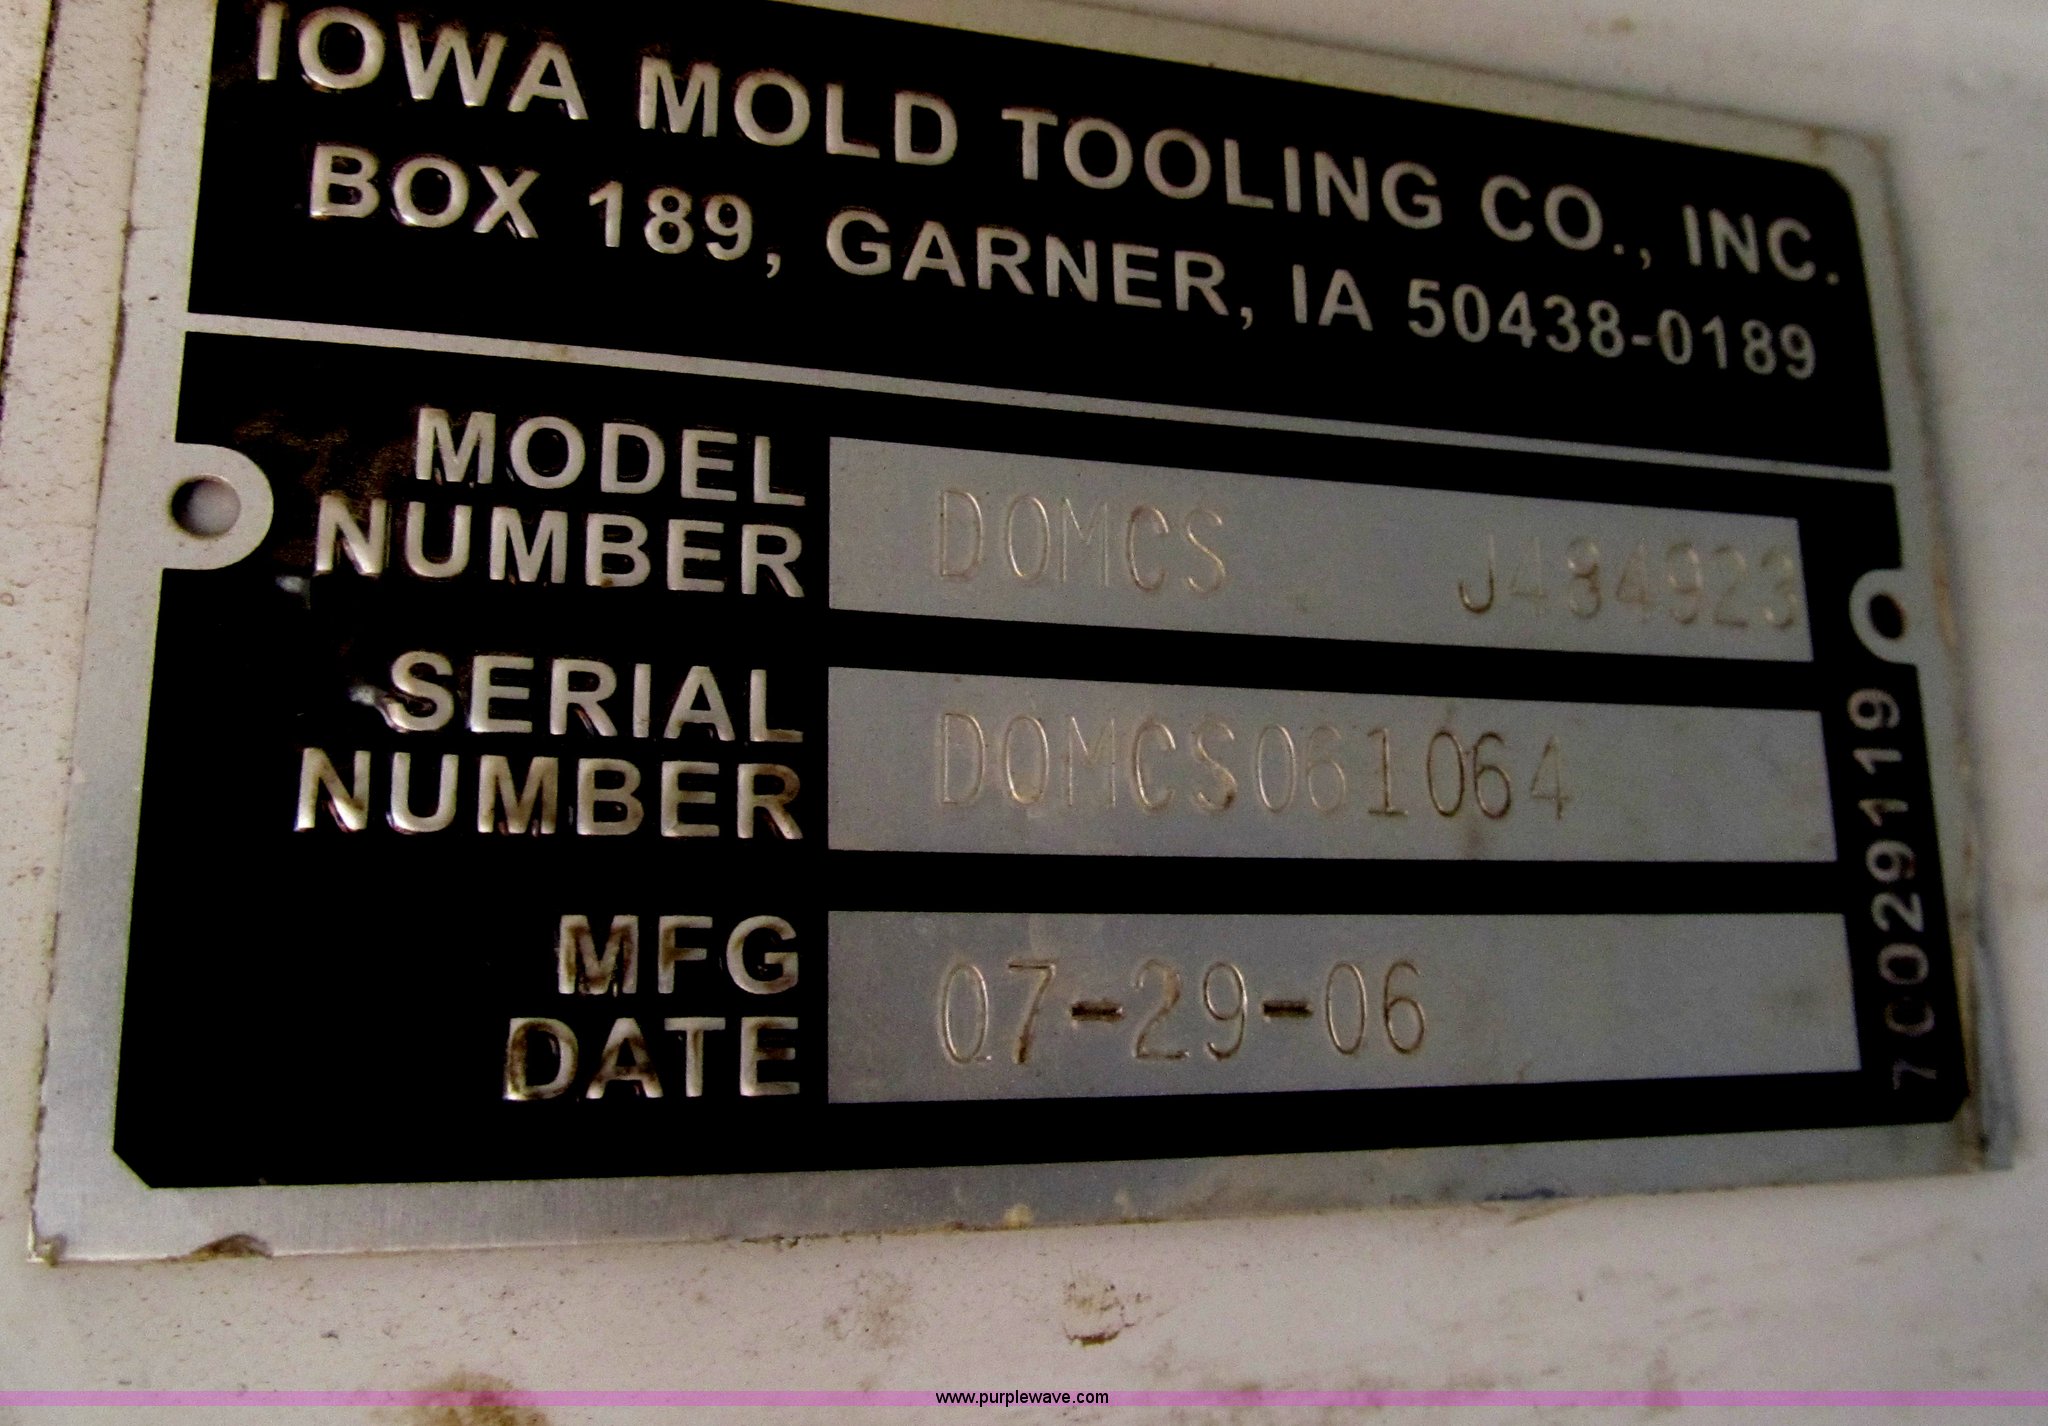 IOWA MOLD TOOLING CO., INC.
BOX 189, GARNER, IA 50438-0189
MODEL NUMBER DOMCS J484923
SERIAL NUMBER DOMCS061064
MFG DATE 07-29-06
7C029119
www.purplewave.com